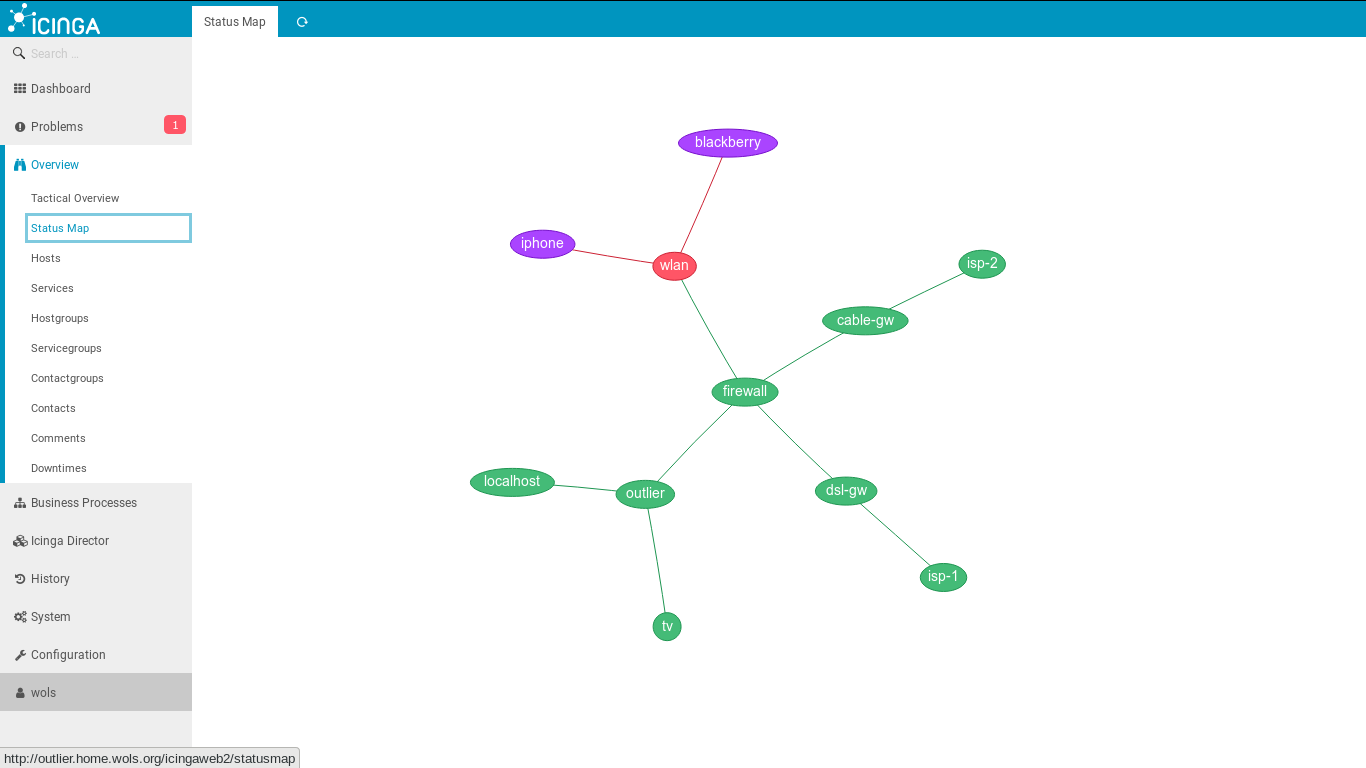 ICINGA
Status Map
Search ...
Dashboard
Problems
1
Overview
Tactical Overview
Status Map
Hosts
Services
Hostgroups
Servicegroups
Contactgroups
Contacts
Comments
Downtimes
Business Processes
Icinga Director
History
System
Configuration
wols
blackberry
iphone
wlan
isp-2
cable-gw
firewall
localhost
outlier
dsl-gw
isp-1
tv
http://outlier.home.wols.org/icingaweb2/statusmap